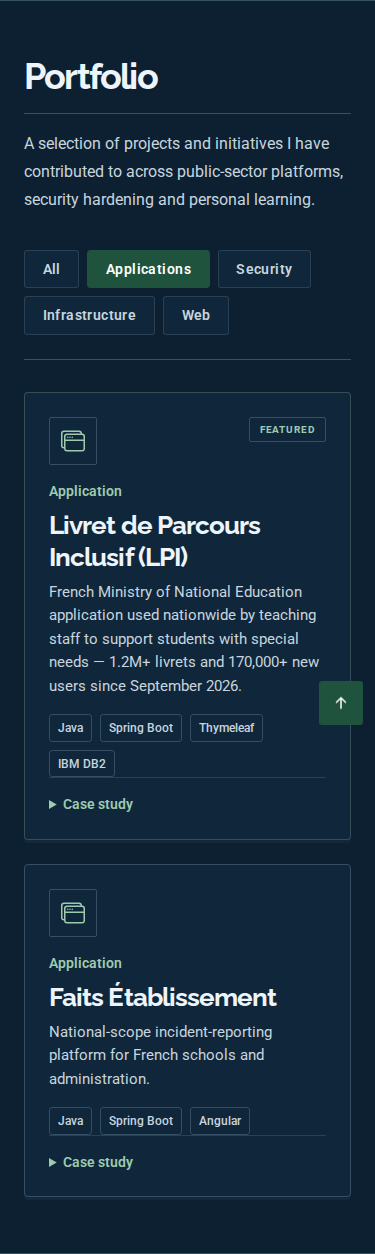 Portfolio
A selection of projects and initiatives I have
contributed to across public-sector platforms,
security hardening and personal learning.
All
Applications
Security
Infrastructure
Web
FEATURED
Application
Livret de Parcours
Inclusif (LPI)
French Ministry of National Education
application used nationwide by teaching
staff to support students with special
needs — 1.2M+ livrets and 170,000+ new
users since September 2026.
Java
Spring Boot
Thymeleaf
IBM DB2
Case study
Application
Faits Établissement
National-scope incident-reporting
platform for French schools and
administration.
Java
Spring Boot
Angular
Case study